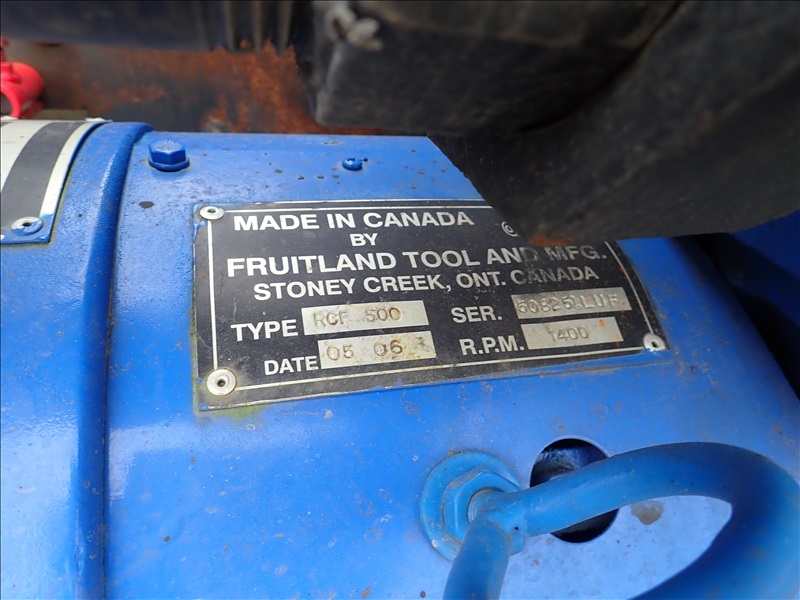 MADE IN CANADA
BY
FRUITLAND TOOL AND MFG.
STONEY CREEK, ONT. CANADA
TYPE RCF 500 SER.
DATE 05 06 R.P.M. 1400